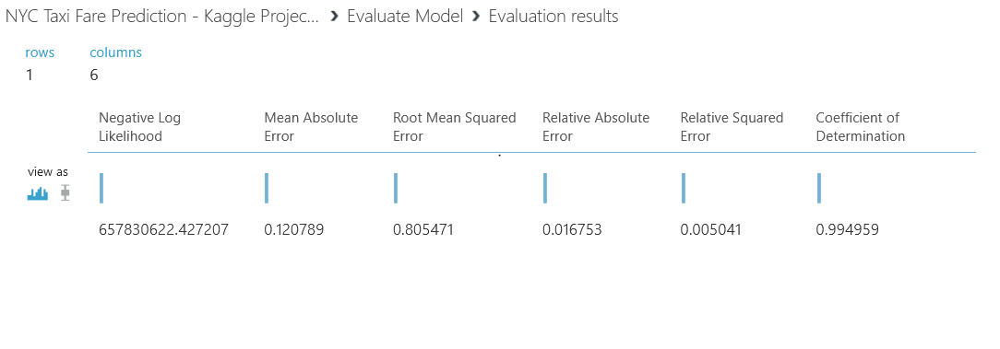 NYC Taxi Fare Prediction - Kaggle Projec... › Evaluate Model › Evaluation results
rows columns
1 6
Negative Log Mean Absolute Root Mean Squared Relative Absolute Relative Squared Coefficient of
Likelihood Error Error Error Error Determination
view as
657830622.427207 0.120789 0.805471 0.016753 0.005041 0.994959